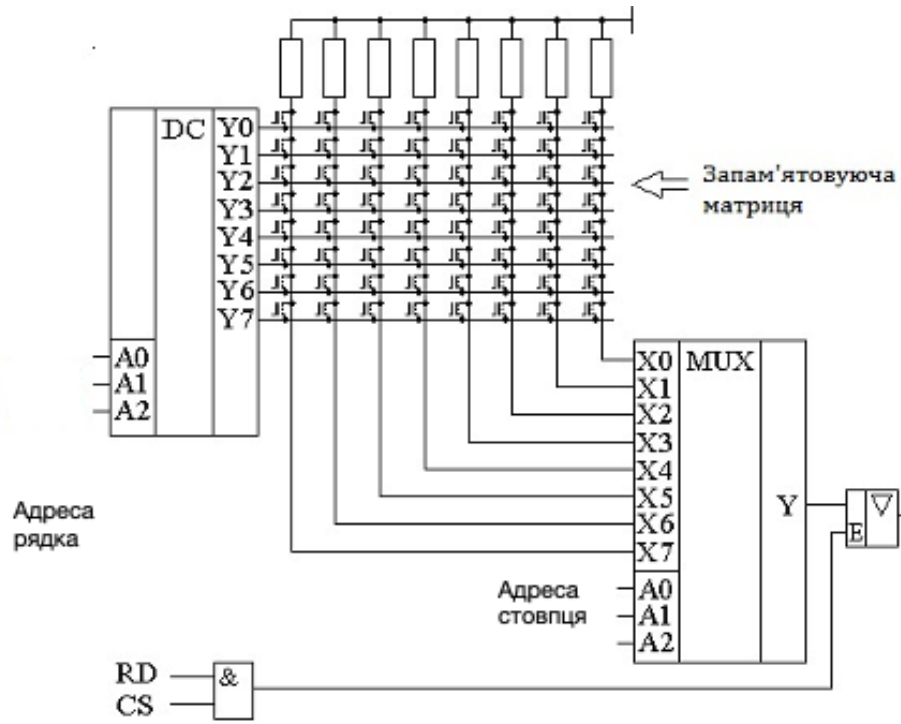 DC
Y0
Y1
Y2
Y3
Y4
Y5
Y6
Y7
A0
A1
A2
Запам'ятовуюча
матриця
X0
X1
X2
X3
X4
X5
X6
X7
MUX
Y
▽
E
A0
A1
A2
Адреса
рядка
Адреса
стовпця
RD
CS
&